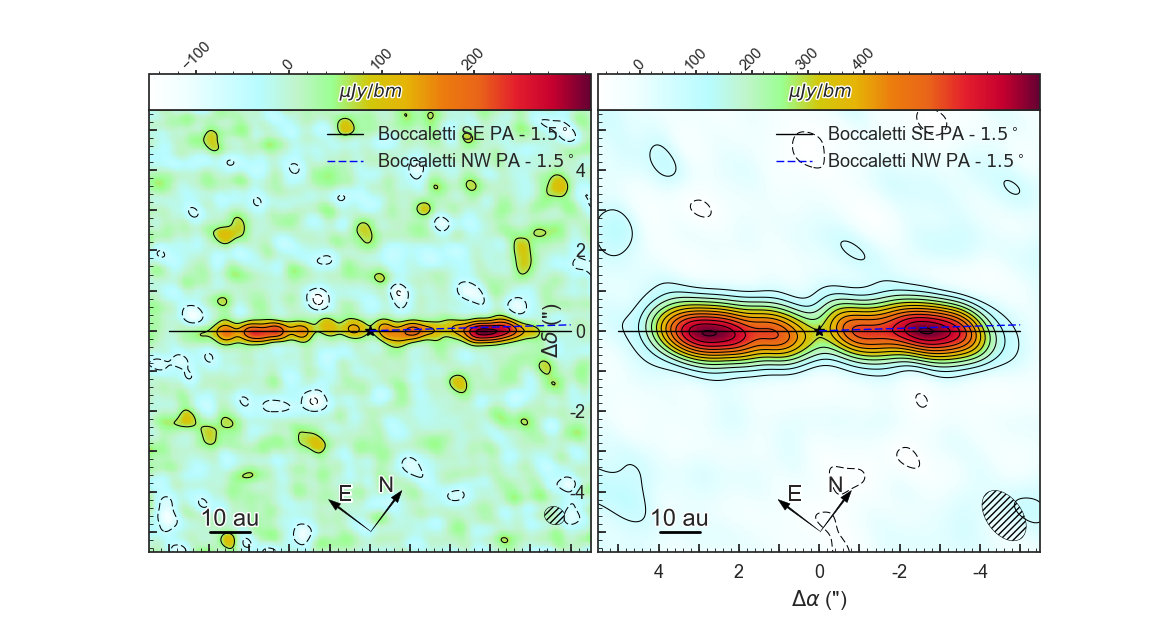 −100 0 100 200
0 100 200 300 400
μJy/bm
μJy/bm
Boccaletti SE PA - 1.5°
Boccaletti NW PA - 1.5°
Boccaletti SE PA - 1.5°
Boccaletti NW PA - 1.5°
4
2
0
-2
-4
Δδ (")
E
N
10 au
E
N
10 au
4 2 0 -2 -4
Δα (")